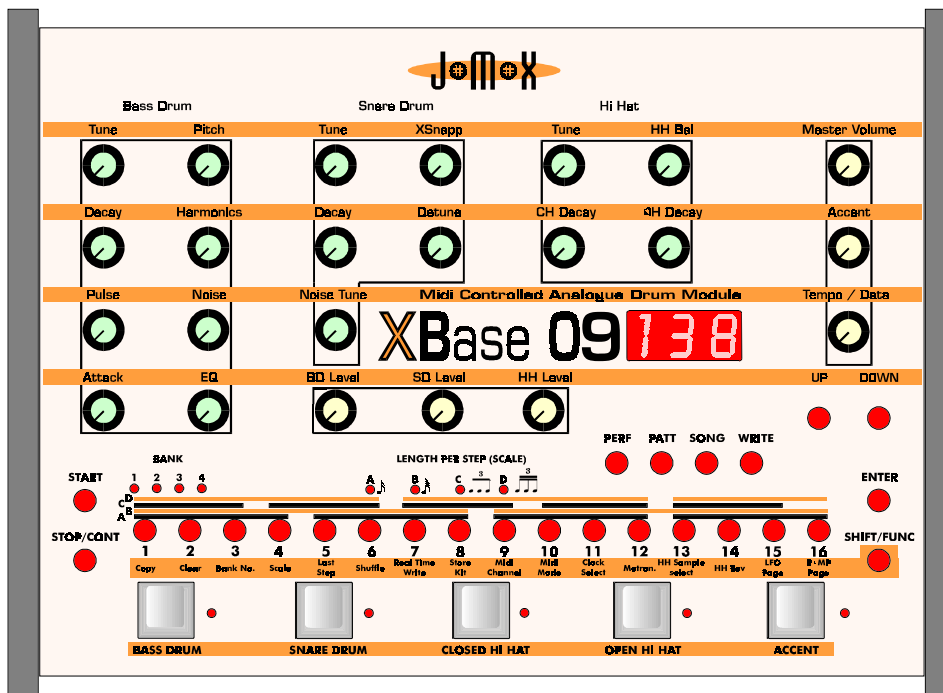 JoMoX
Bass Drum Snare Drum Hi Hat
Tune Pitch Tune XSnapp Tune HH Bal Master Volume
Decay Harmonics Decay Detune CH Decay OH Decay Accent
Pulse Noise Noise Tune Midi Controlled Analogue Drum Module Tempo / Data
XBase 09 138
Attack EQ BD Level SD Level HH Level UP DOWN
PERF PATT SONG WRITE
BANK LENGTH PER STEP (SCALE)
START 1 2 3 4 A B C 3 D 3 ENTER
D
C
B
A
STOP/CONT SHIFT/FUNC
1 2 3 4 5 6 7 8 9 10 11 12 13 14 15 16
Copy Clear Bank No. Scale Last Step Shuffle Real Time Write Store Kit Midi Channel Midi Mode Clock Select Metron. HH Sample select HH Rev LFO Page Page
BASS DRUM SNARE DRUM CLOSED Hi HAT OPEN Hi HAT ACCENT